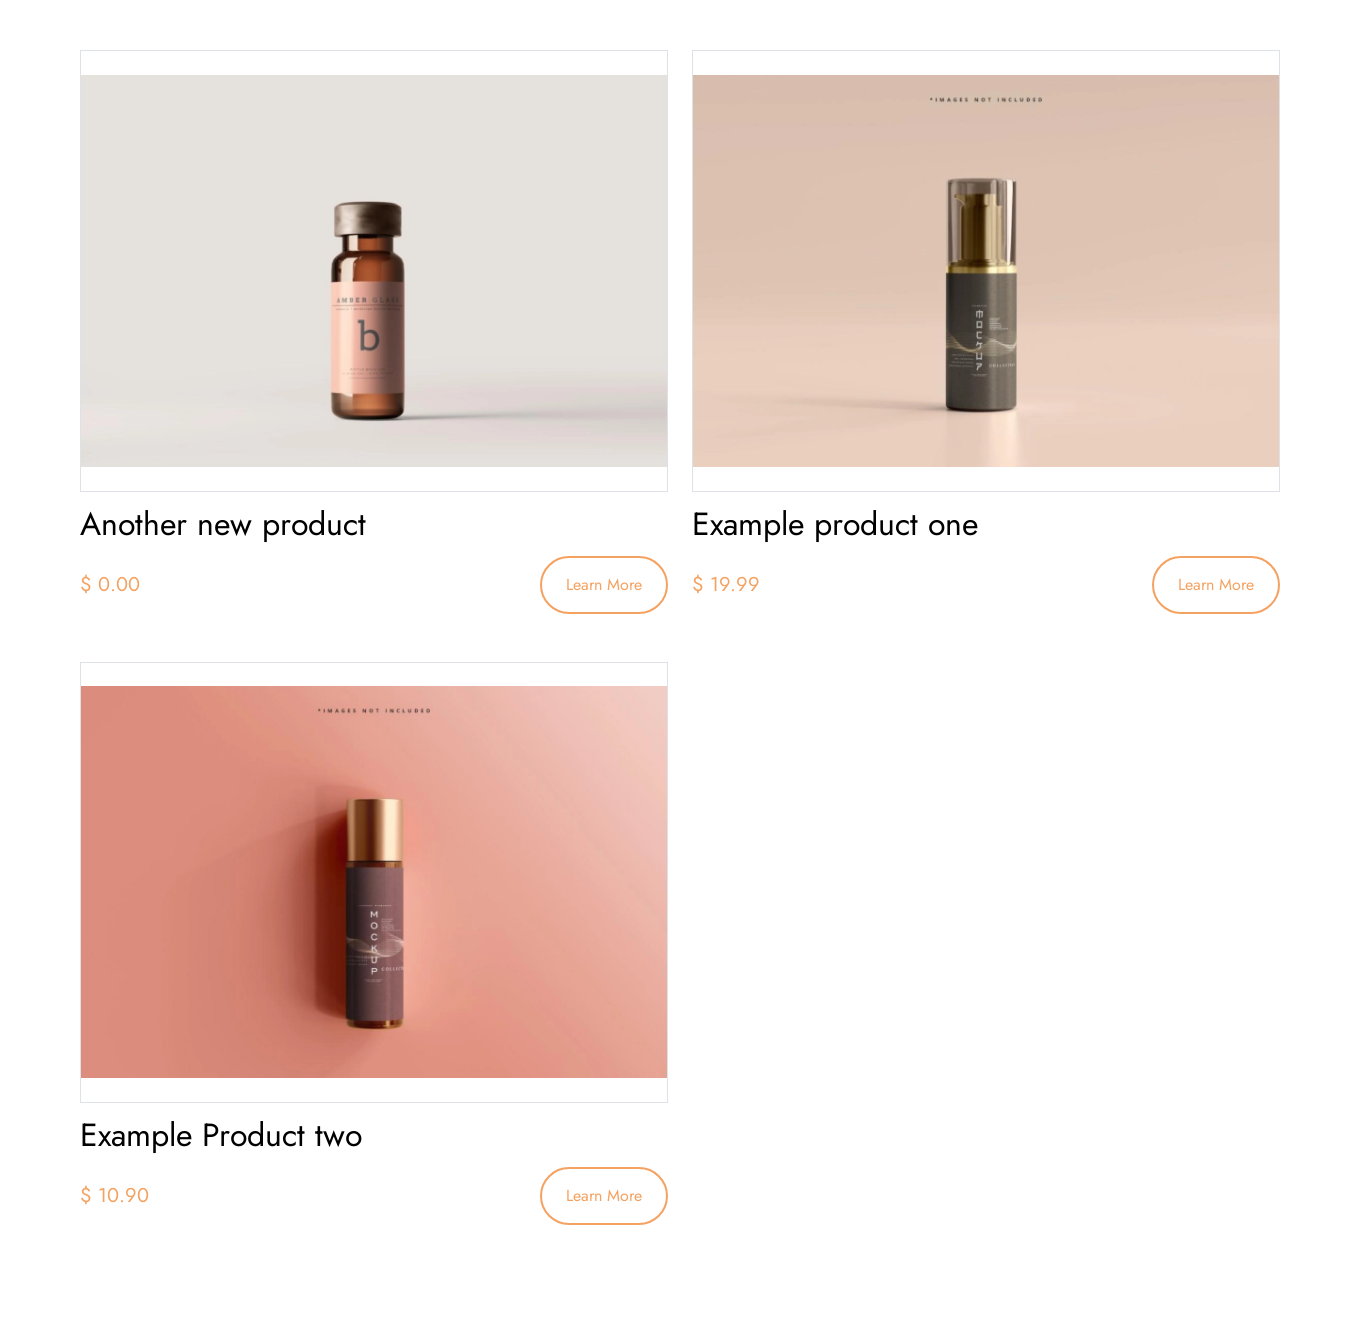 AMBER GLASS
b
Another new product
$ 0.00
Learn More
*IMAGES NOT INCLUDED
Example product one
$ 19.99
Learn More
*IMAGES NOT INCLUDED
MOCKUP
Example Product two
$ 10.90
Learn More